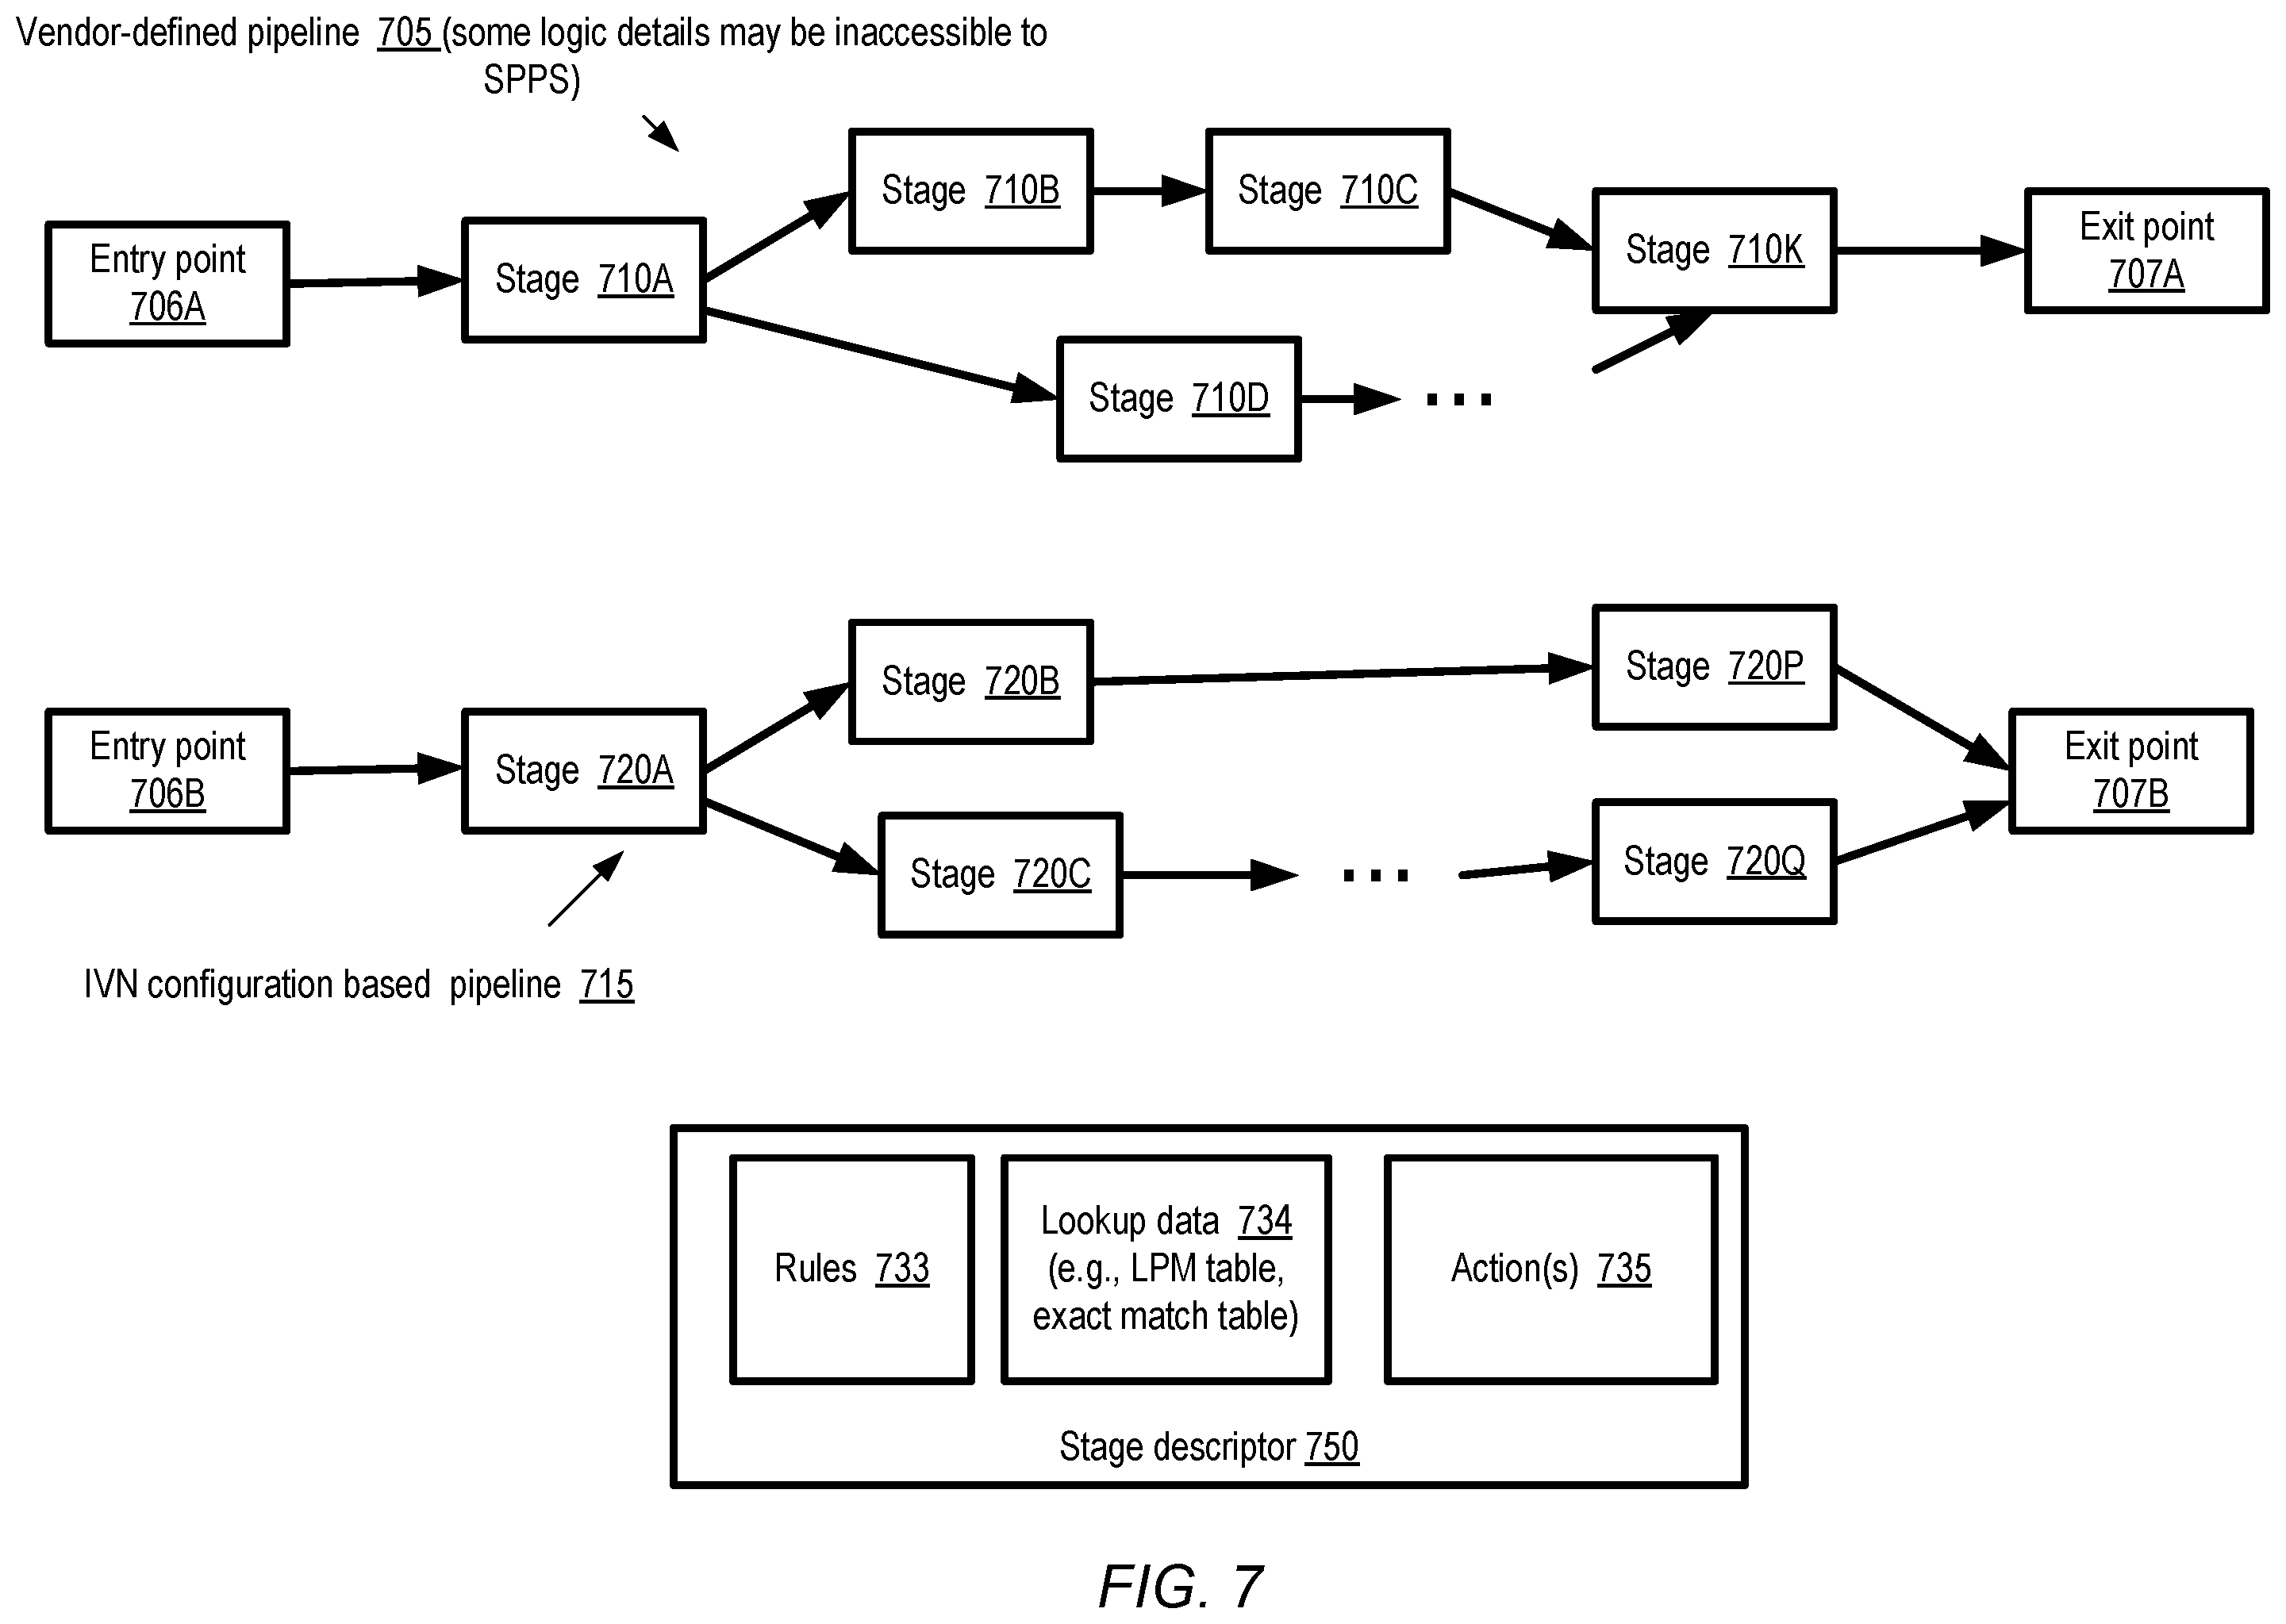 Vendor-defined pipeline 705 (some logic details may be inaccessible to
SPPS)
Entry point
706A
Stage 710A
Stage 710B
Stage 710C
Stage 710D
...
Stage 710K
Exit point
707A
Entry point
706B
Stage 720A
Stage 720B
Stage 720P
Stage 720C
...
Stage 720Q
Exit point
707B
IVN configuration based pipeline 715
Rules 733
Lookup data 734
(e.g., LPM table,
exact match table)
Action(s) 735
Stage descriptor 750
FIG. 7